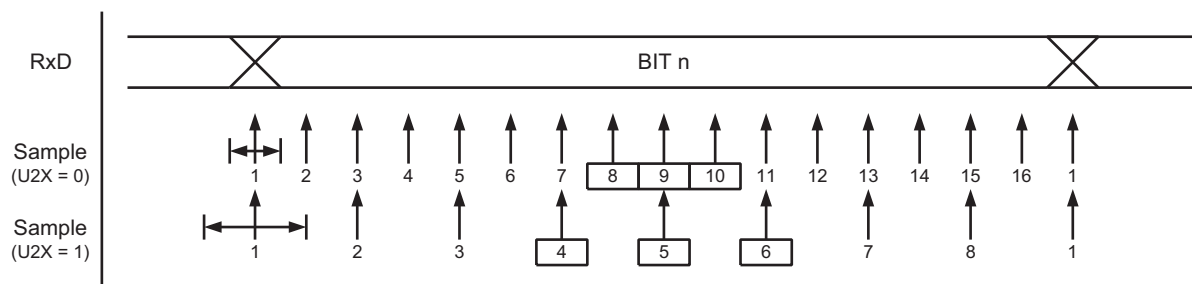 RxD BIT n
Sample
(U2X = 0) 1 2 3 4 5 6 7 8 9 10 11 12 13 14 15 16 1
Sample
(U2X = 1) 1 2 3 4 5 6 7 8 1